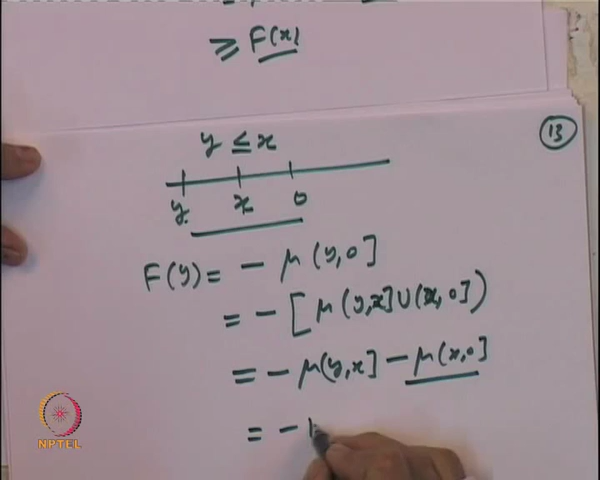 ≥ F(x)
13
y ≤ x
y x 0
F(y) = - μ(y,0]
= - [μ(y,x] ∪ (x,0])
= - μ(y,x] - μ(x,0]
= -
NPTEL